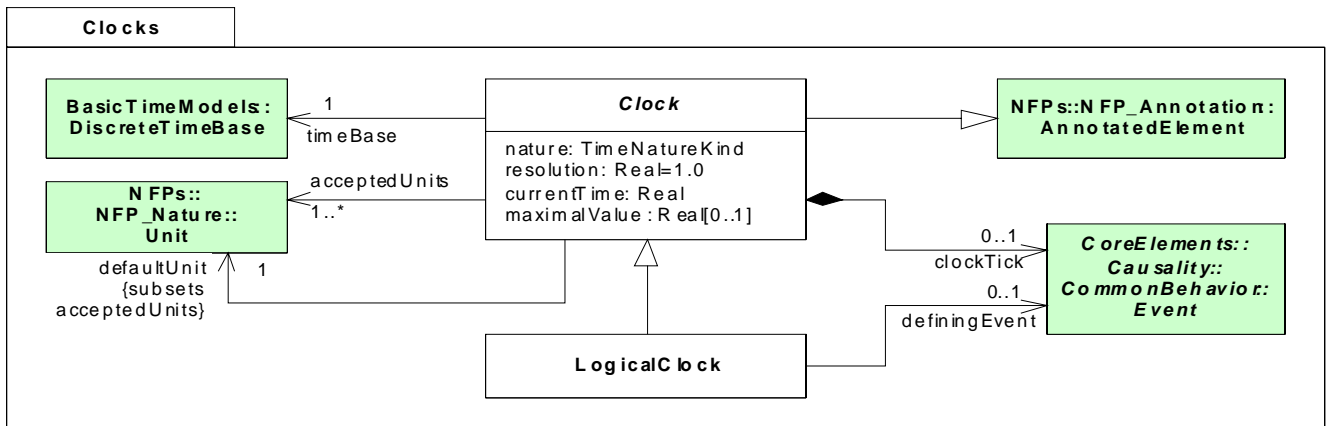 Clocks
BasicTimeModels::
DiscreteTimeBase
1
timeBase
Clock
nature: TimeNatureKind
resolution: Real=1.0
currentTime: Real
maximalValue : Real[0..1]
NFPs::NFP_Annotation::
AnnotatedElement
NFPs::
NFP_Nature::
Unit
acceptedUnits
1..*
defaultUnit
{subsets
acceptedUnits}
1
0..1
clockTick
0..1
definingEvent
CoreElements::
Causality::
CommonBehavior::
Event
LogicalClock